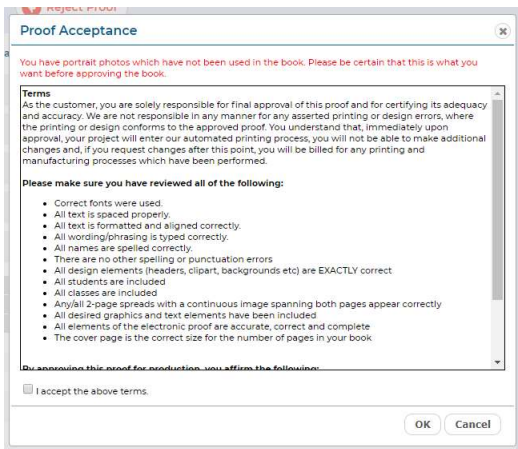 Reject Proof
Proof Acceptance
a
You have portrait photos which have not been used in the book. Please be certain that this is what you
want before approving the book.
Terms
As the customer, you are solely responsible for final approval of this proof and for certifying its adequacy
and accuracy. We are not responsible in any manner for any asserted printing or design errors, where
the printing or design conforms to the approved proof. You understand that, immediately upon
approval, your project will enter our automated printing process, you will not be able to make additional
changes and, if you request changes after this point, you will be billed for any printing and
manufacturing processes which have been performed.
Please make sure you have reviewed all of the following:
• Correct fonts were used.
• All text is spaced properly.
• All text is formatted and aligned correctly.
• All wording/phrasing is typed correctly.
• All names are spelled correctly.
• There are no other spelling or punctuation errors
• All design elements (headers, clipart, backgrounds etc) are EXACTLY correct
• All students are included
• All classes are included
• Any/all 2-page spreads with a continuous image spanning both pages appear correctly
• All desired graphics and text elements have been included
• All elements of the electronic proof are accurate, correct and complete
• The cover page is the correct size for the number of pages in your book
By approving this proof for production, you affirm the following:
I accept the above terms.
OK Cancel